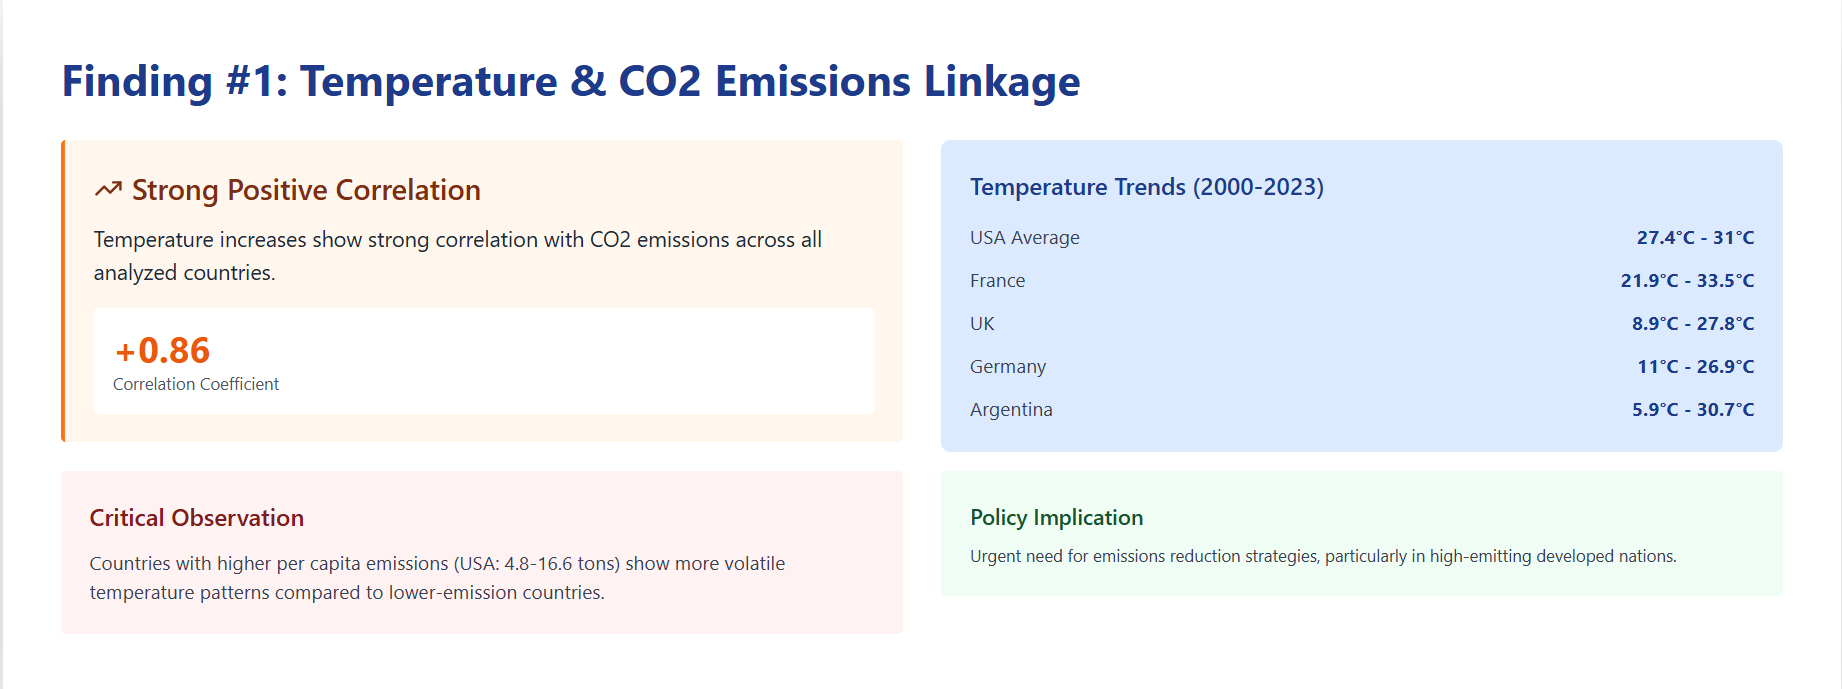 Finding #1: Temperature & CO2 Emissions Linkage
Strong Positive Correlation
Temperature increases show strong correlation with CO2 emissions across all
analyzed countries.
+0.86
Correlation Coefficient
Temperature Trends (2000-2023)
USA Average 27.4°C - 31°C
France 21.9°C - 33.5°C
UK 8.9°C - 27.8°C
Germany 11°C - 26.9°C
Argentina 5.9°C - 30.7°C
Critical Observation
Countries with higher per capita emissions (USA: 4.8-16.6 tons) show more volatile
temperature patterns compared to lower-emission countries.
Policy Implication
Urgent need for emissions reduction strategies, particularly in high-emitting developed nations.